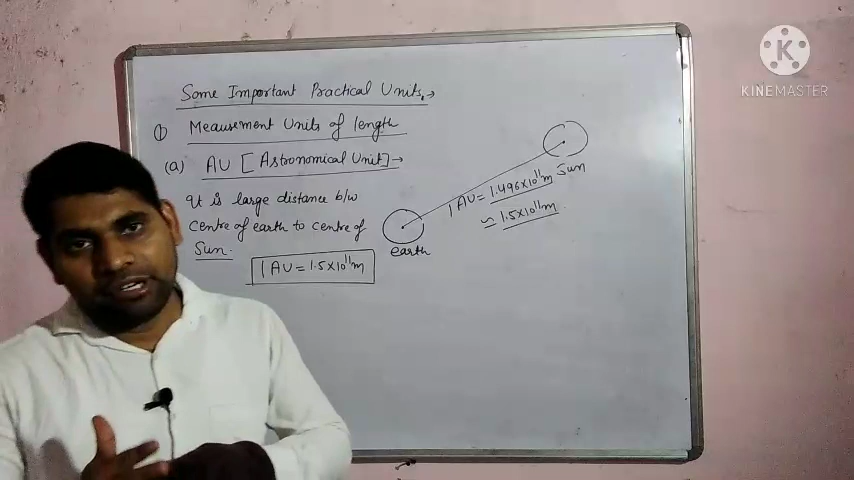 Some Important Practical Units →
① Meausement Units of length
(a) AU [Astronomical Unit] →
It is large distance b/w
Centre of earth to centre of
Sun.
1 AU = 1.5×10¹¹m
Sun
1 AU = 1.496×10¹¹m
≃ 1.5×10¹¹m
earth
K
KINEMASTER